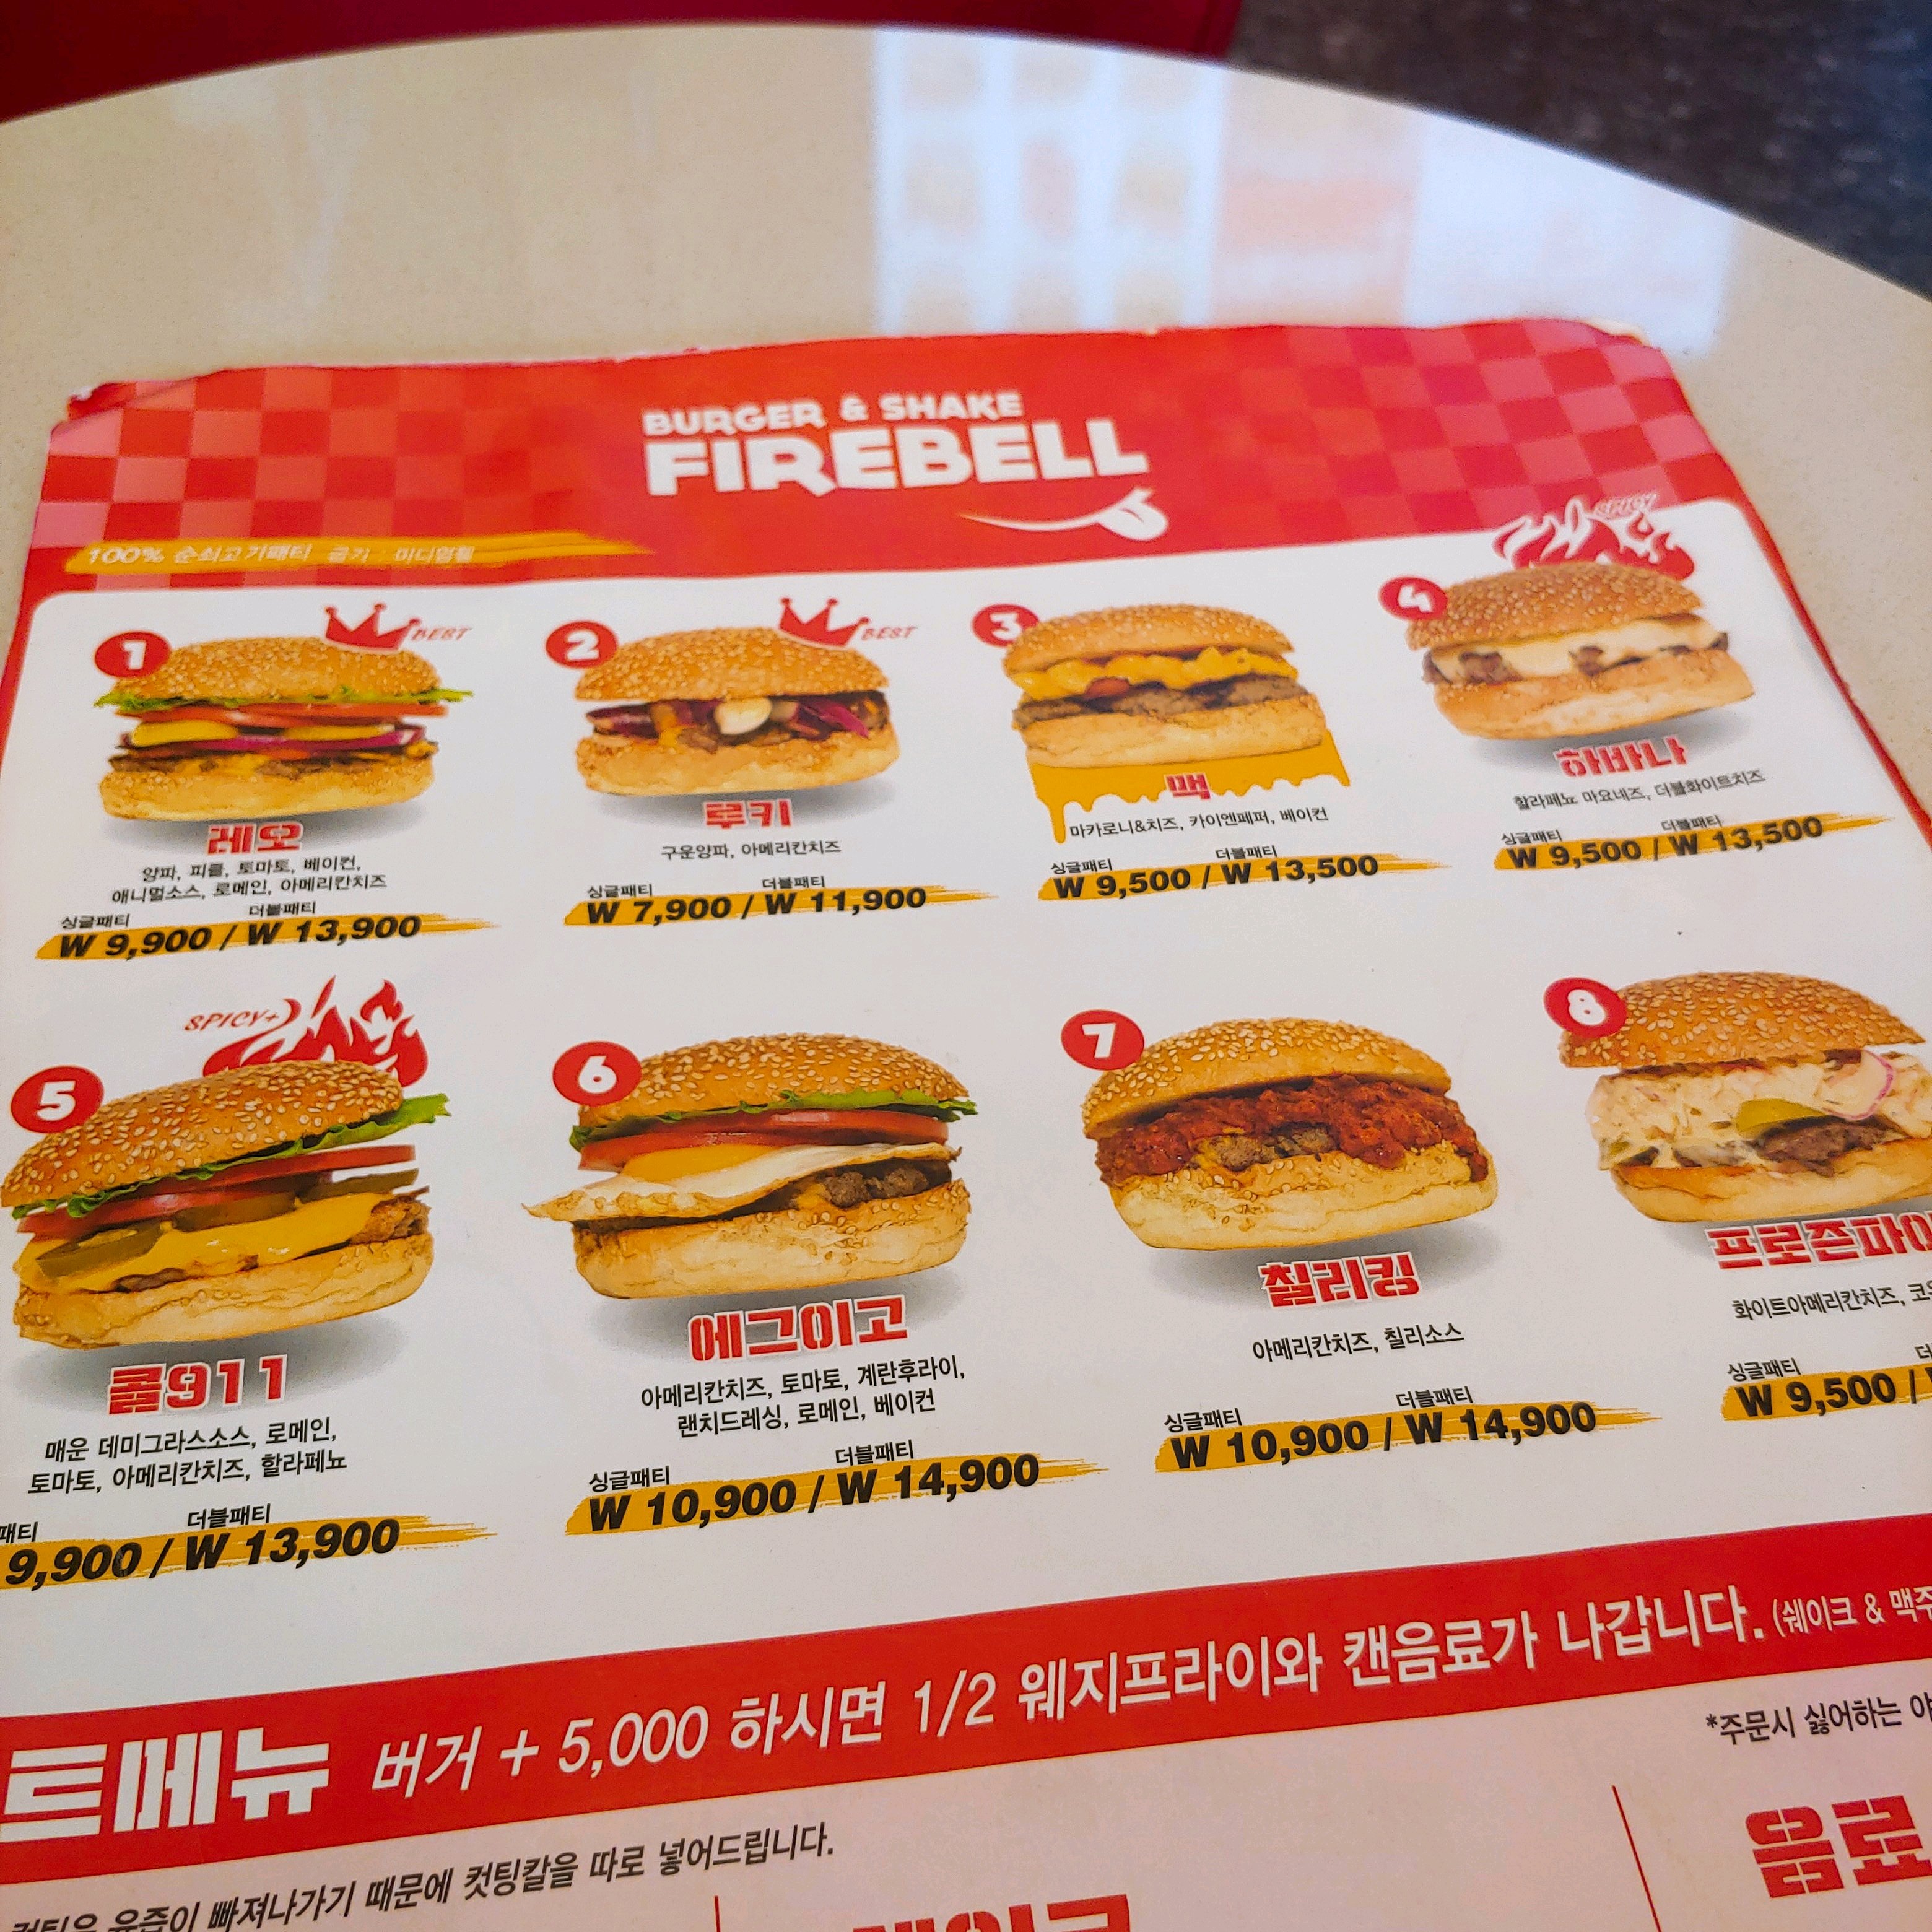 BURGER & SHAKE
FIREBELL
100% 순쇠고기패티 굽기 : 미디엄웰
1
BEST
레오
양파, 피클, 토마토, 베이컨,
애니멀소스, 로메인, 아메리칸치즈
싱글패티 더블패티
W 9,900 / W 13,900
2
BEST
루키
구운양파, 아메리칸치즈
싱글패티 더블패티
W 7,900 / W 11,900
3
맥
마카로니&치즈, 카이엔페퍼, 베이컨
싱글패티 더블패티
W 9,500 / W 13,500
4
SPICY
하바나
할라페뇨 마요네즈, 더블화이트치즈
싱글패티 더블패티
W 9,500 / W 13,500
5
SPICY+
콜911
매운 데미그라스소스, 로메인,
토마토, 아메리칸치즈, 할라페뇨
패티 더블패티
9,900 / W 13,900
6
에그이고
아메리칸치즈, 토마토, 계란후라이,
랜치드레싱, 로메인, 베이컨
싱글패티 더블패티
W 10,900 / W 14,900
7
칠리킹
아메리칸치즈, 칠리소스
싱글패티 더블패티
W 10,900 / W 14,900
8
프로즌파이
화이트아메리칸치즈,
싱글패티 더
W 9,500 /
트메뉴 버거 + 5,000 하시면 1/2 웨지프라이와 캔음료가 나갑니다. (쉐이크 & 맥주
*주문시 싫어하는 야
육즙이 빠져나가기 때문에 컷팅칼을 따로 넣어드립니다.
음료